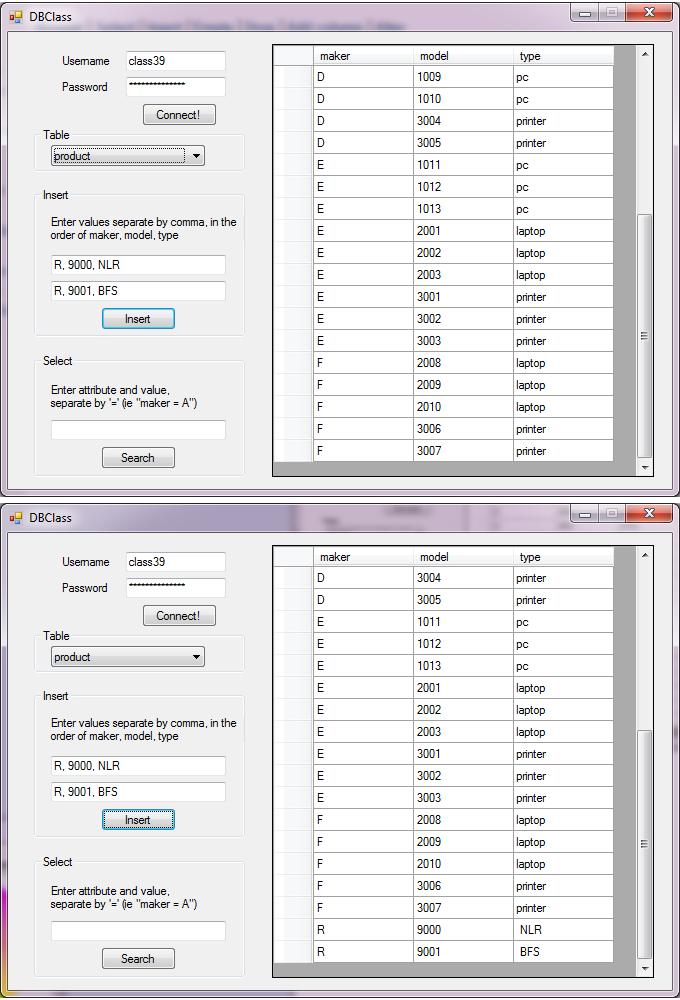 DBClass
Username class39
Password **************
Connect!
Table
product
Insert
Enter values separate by comma, in the
order of maker, model, type
R, 9000, NLR
R, 9001, BFS
Insert
Select
Enter attribute and value,
separate by '=' (ie "maker = A")
Search
maker model type
D 1009 pc
D 1010 pc
D 3004 printer
D 3005 printer
E 1011 pc
E 1012 pc
E 1013 pc
E 2001 laptop
E 2002 laptop
E 2003 laptop
E 3001 printer
E 3002 printer
E 3003 printer
F 2008 laptop
F 2009 laptop
F 2010 laptop
F 3006 printer
F 3007 printer
DBClass
Username class39
Password **************
Connect!
Table
product
Insert
Enter values separate by comma, in the
order of maker, model, type
R, 9000, NLR
R, 9001, BFS
Insert
Select
Enter attribute and value,
separate by '=' (ie "maker = A")
Search
maker model type
D 3004 printer
D 3005 printer
E 1011 pc
E 1012 pc
E 1013 pc
E 2001 laptop
E 2002 laptop
E 2003 laptop
E 3001 printer
E 3002 printer
E 3003 printer
F 2008 laptop
F 2009 laptop
F 2010 laptop
F 3006 printer
F 3007 printer
R 9000 NLR
R 9001 BFS